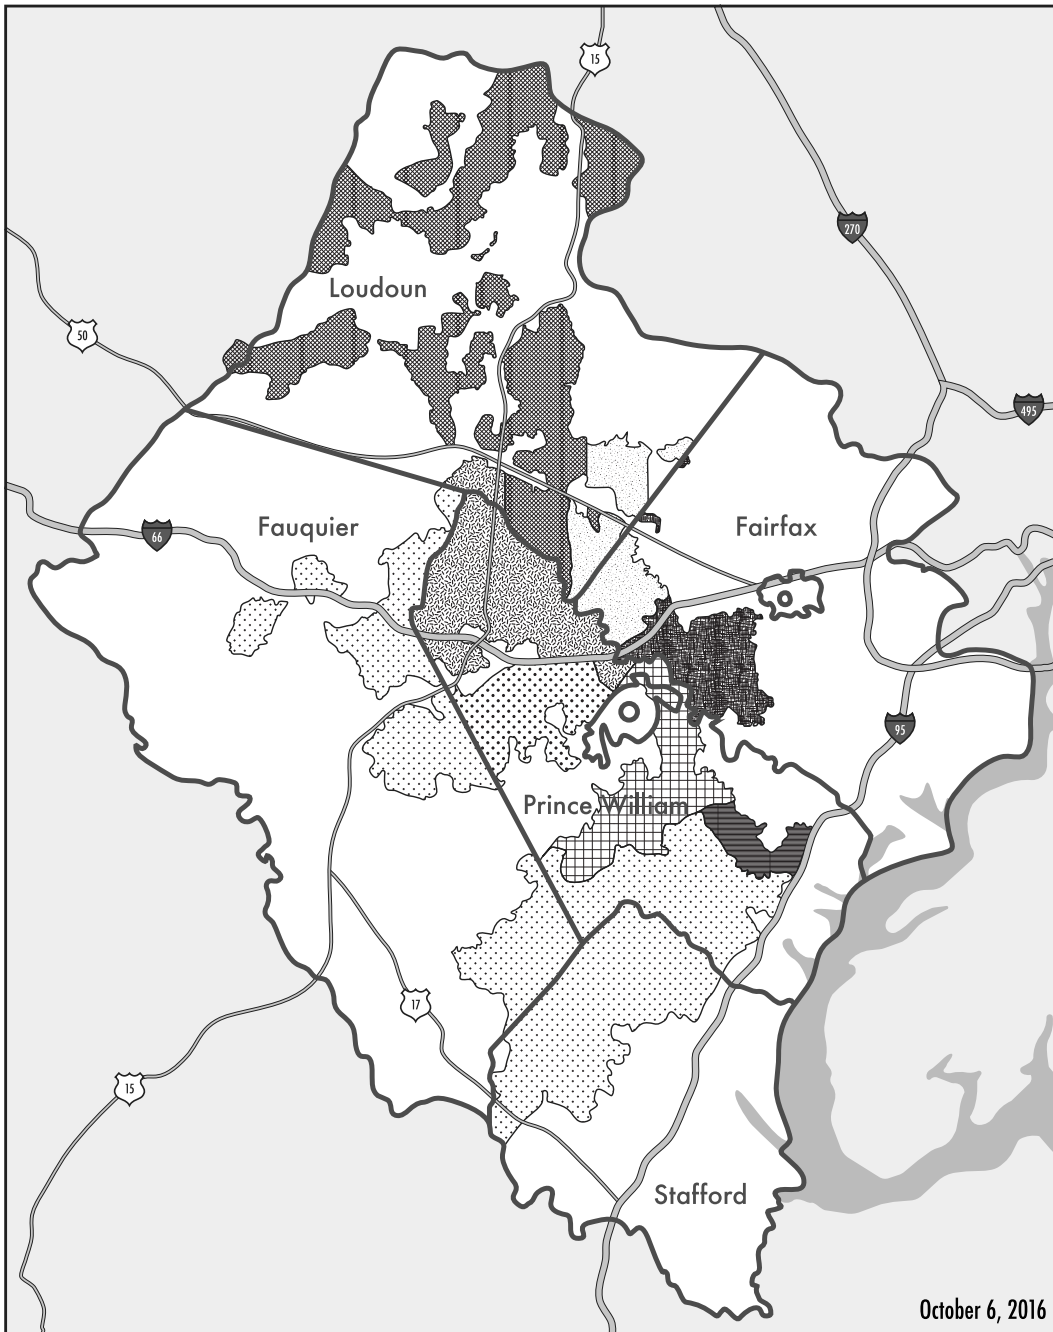 15
270
Loudoun
50
495
Fauquier
Fairfax
66
95
Prince William
17
15
Stafford
October 6, 2016